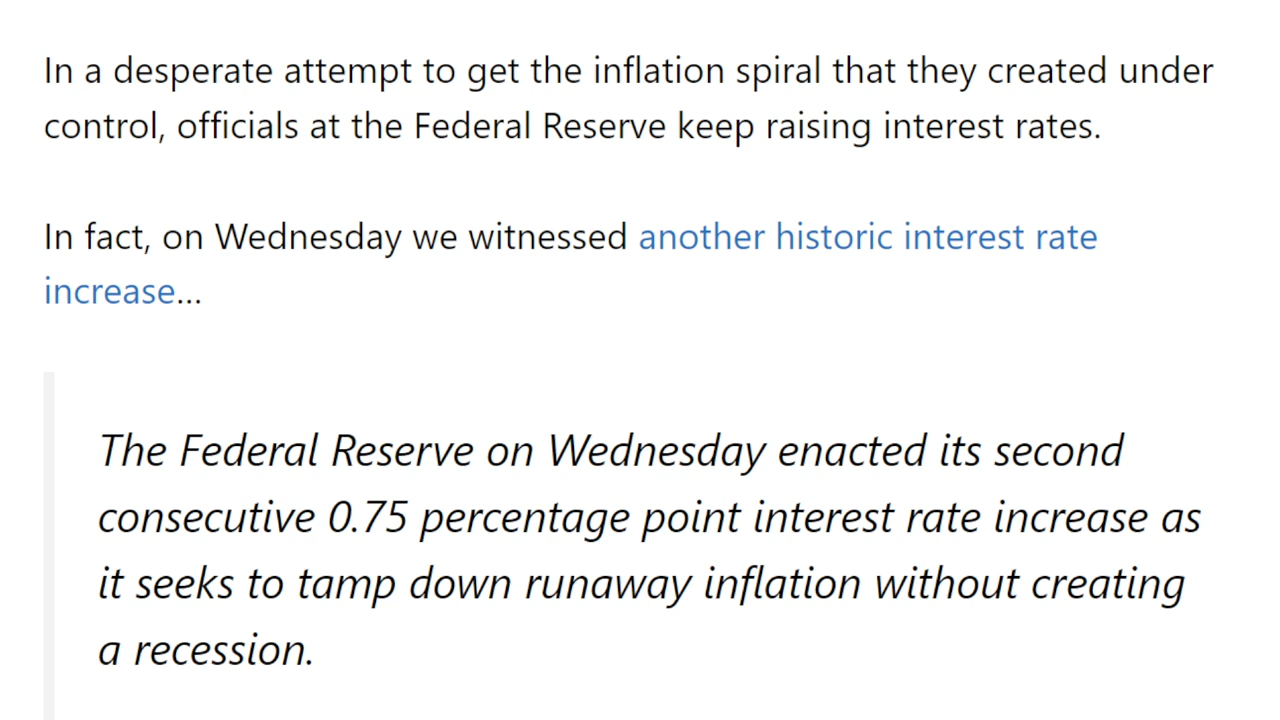 In a desperate attempt to get the inflation spiral that they created under
control, officials at the Federal Reserve keep raising interest rates.
In fact, on Wednesday we witnessed another historic interest rate
increase…
The Federal Reserve on Wednesday enacted its second
consecutive 0.75 percentage point interest rate increase as
it seeks to tamp down runaway inflation without creating
a recession.